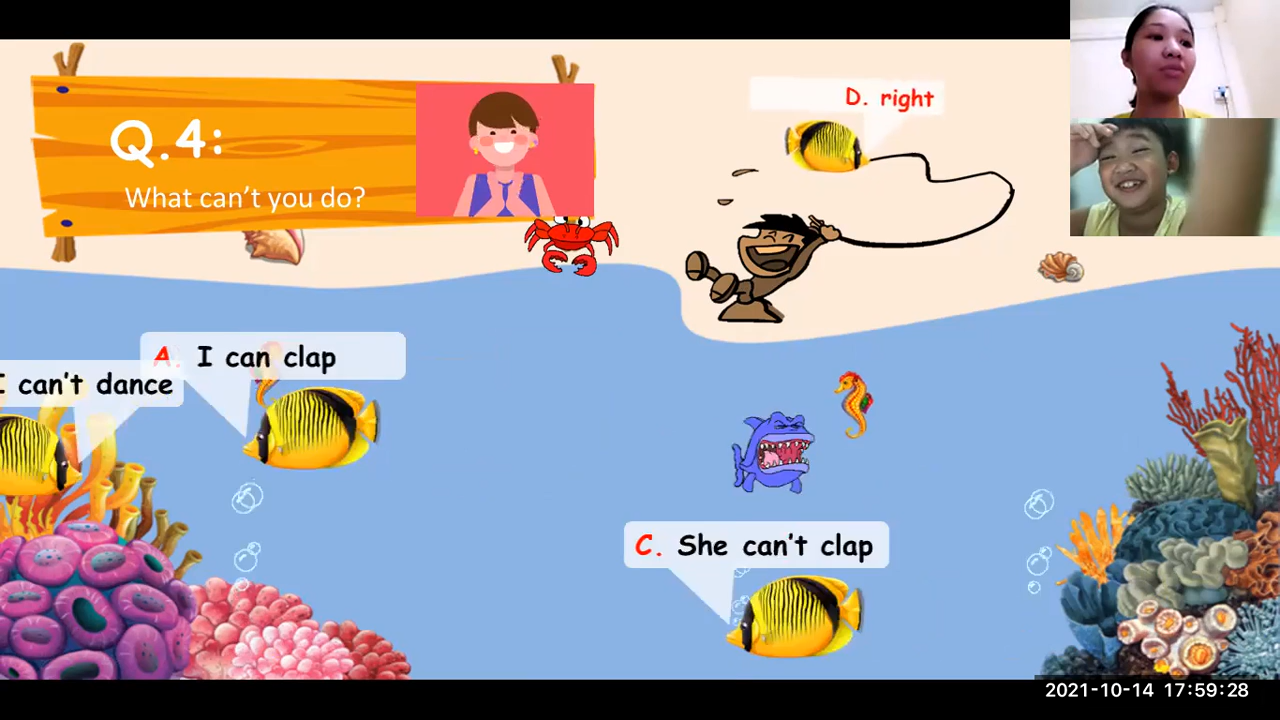 Q.4:
What can't you do?
D. right
A. I can clap
I can't dance
C. She can't clap
2021-10-14 17:59:28